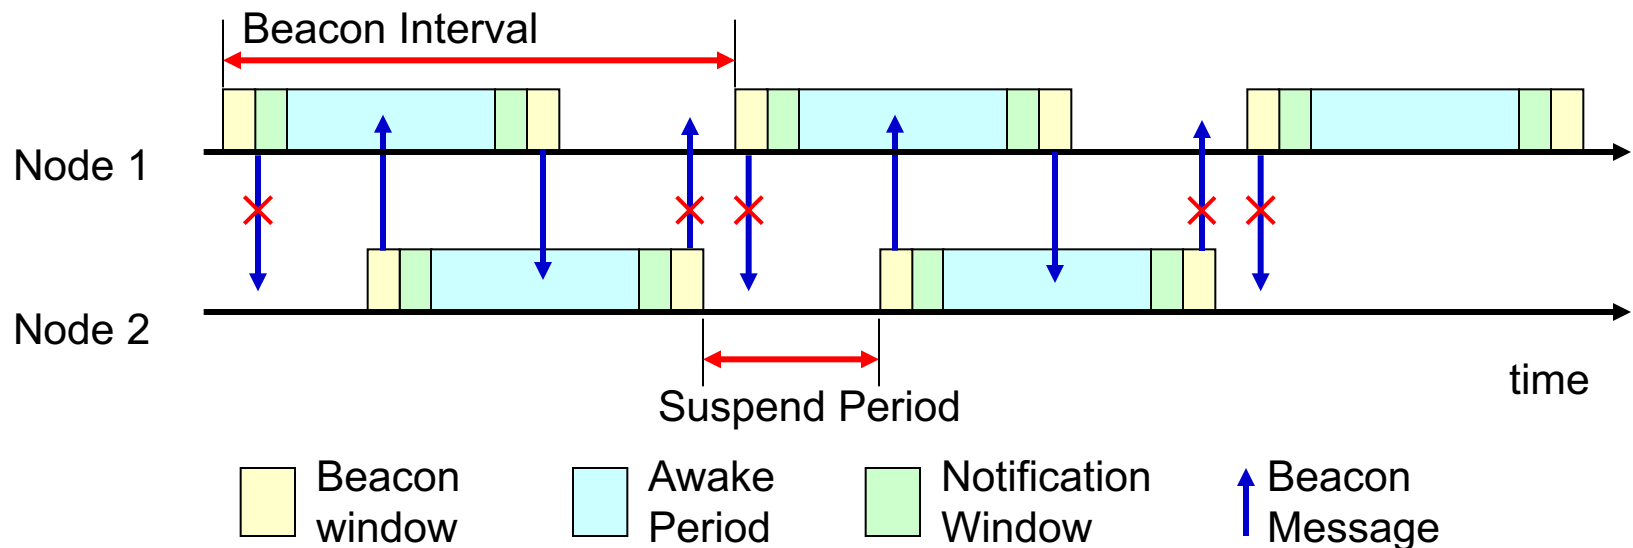 Beacon Interval
Node 1
Node 2
time
Suspend Period
Beacon
window
Awake
Period
Notification
Window
Beacon
Message